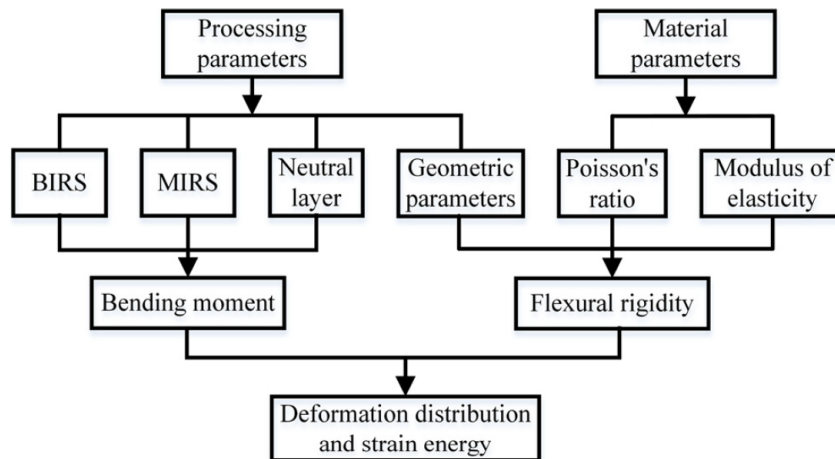 Processing
parameters
Material
parameters
BIRS
MIRS
Neutral
layer
Geometric
parameters
Poisson's
ratio
Modulus of
elasticity
Bending moment
Flexural rigidity
Deformation distribution
and strain energy